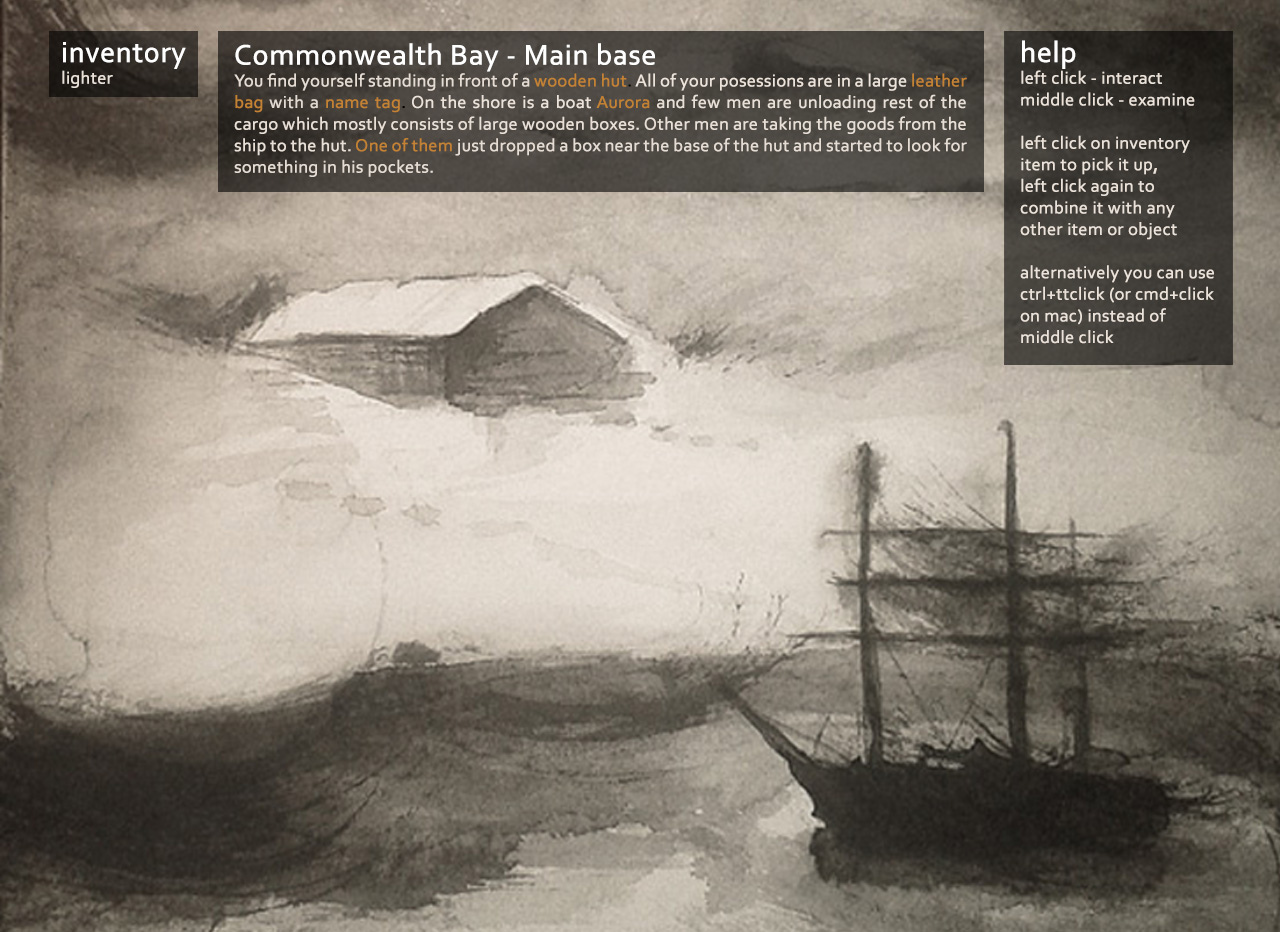 inventory
lighter
Commonwealth Bay - Main base
You find yourself standing in front of a wooden hut. All of your posessions are in a large leather
bag with a name tag. On the shore is a boat Aurora and few men are unloading rest of the
cargo which mostly consists of large wooden boxes. Other men are taking the goods from the
ship to the hut. One of them just dropped a box near the base of the hut and started to look for
something in his pockets.
help
left click - interact
middle click - examine
left click on inventory
item to pick it up,
left click again to
combine it with any
other item or object
alternatively you can use
ctrl+ttclick (or cmd+click
on mac) instead of
middle click